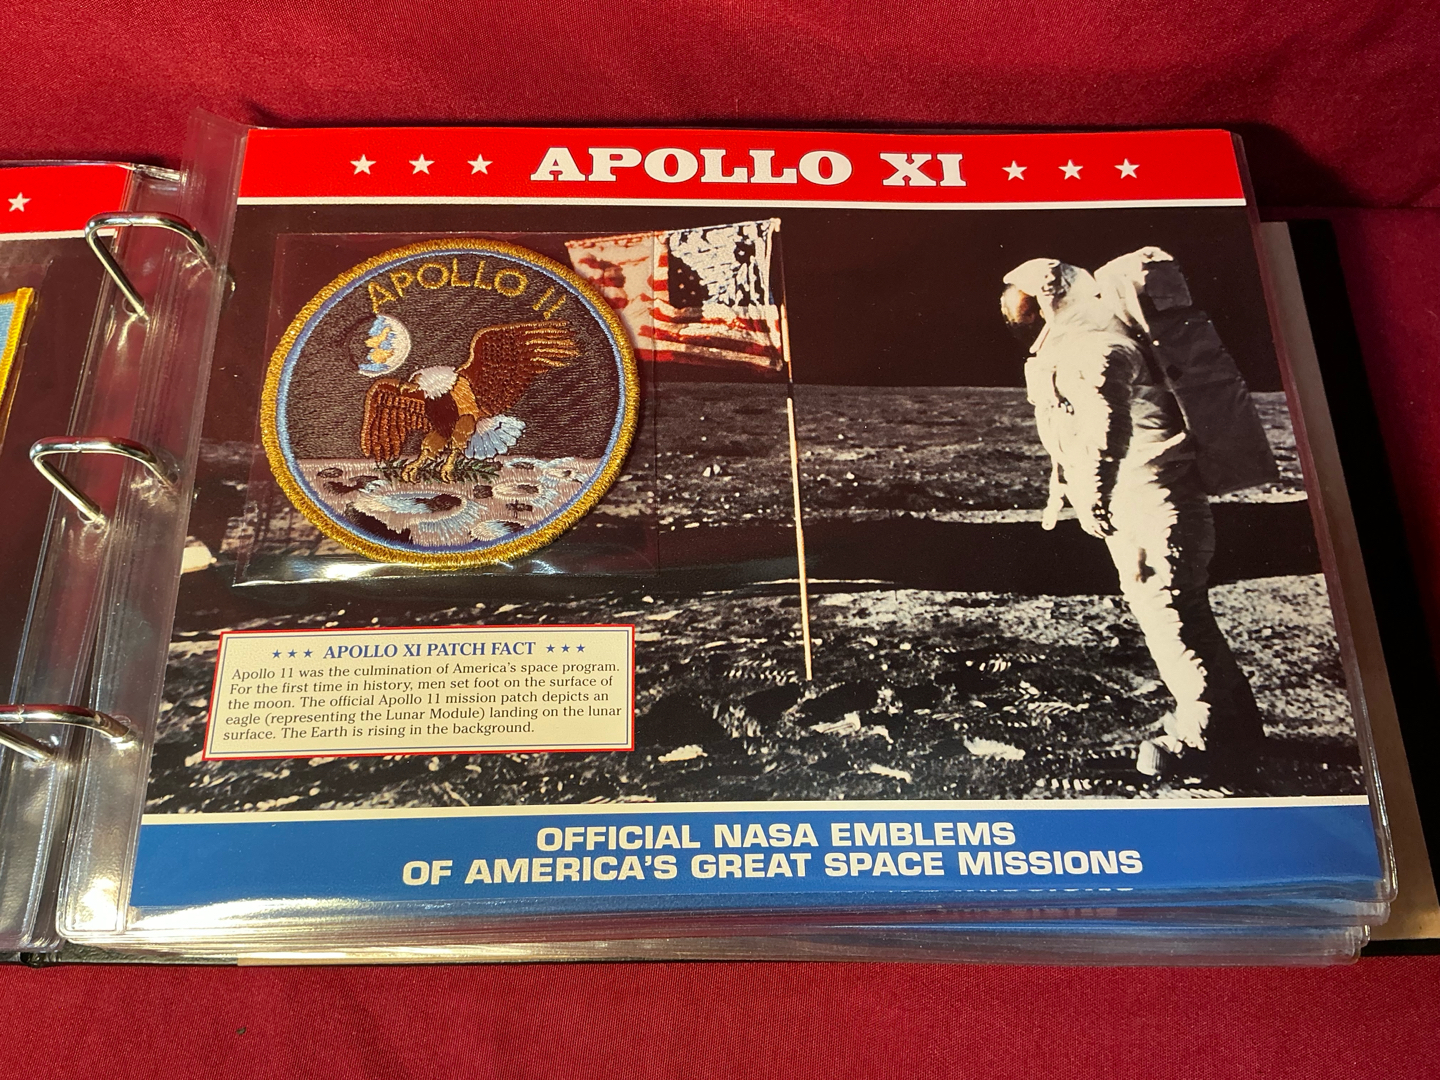 ★ ★ ★ APOLLO XI ★ ★ ★
APOLLO 11
★ ★ ★ APOLLO XI PATCH FACT ★ ★ ★
Apollo 11 was the culmination of America's space program.
For the first time in history, men set foot on the surface of
the moon. The official Apollo 11 mission patch depicts an
eagle (representing the Lunar Module) landing on the lunar
surface. The Earth is rising in the background.
OFFICIAL NASA EMBLEMS
OF AMERICA'S GREAT SPACE MISSIONS